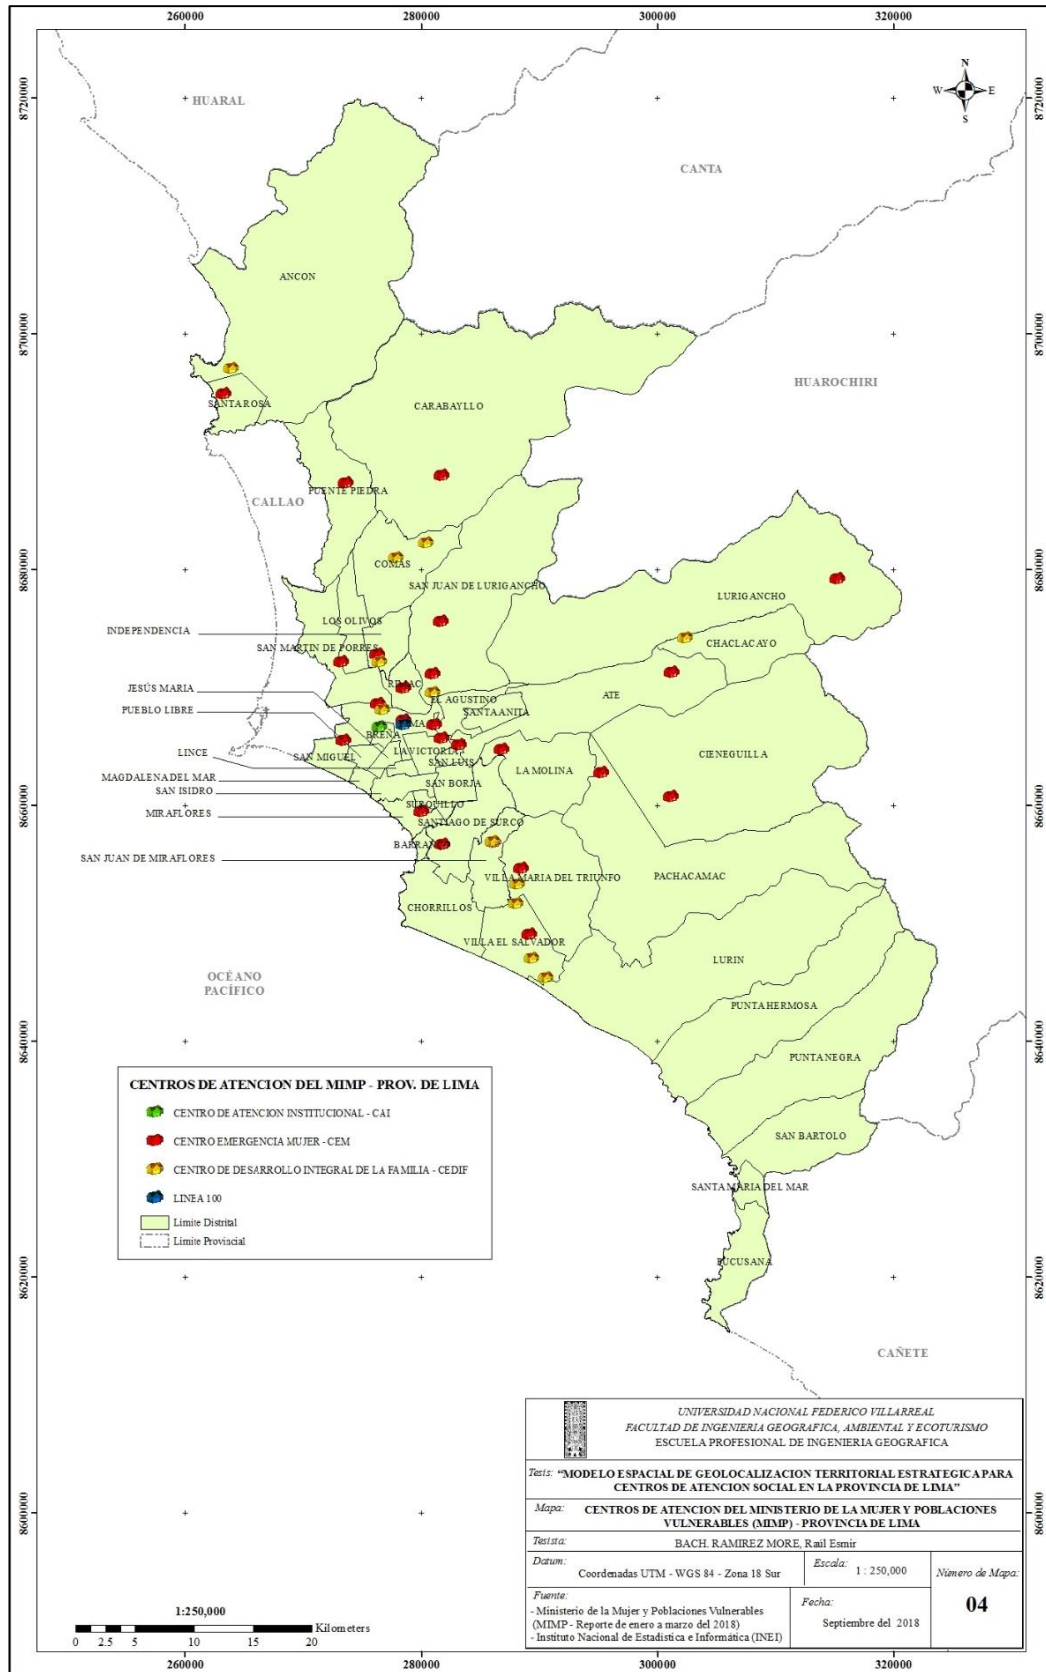 260000
280000
300000
320000
8720000
8720000
HUARAL
N
W
E
S
CANTA
ANCON
8700000
8700000
HUAROCHIRI
CARABAYLLO
SANTA ROSA
PUENTE PIEDRA
CALLAO
8680000
8680000
COMAS
SAN JUAN DE LURIGANCHO
LURIGANCHO
LOS OLIVOS
INDEPENDENCIA
CHACLACAYO
SAN MARTIN DE PORRES
JESÚS MARIA
RIMAC
ATE
EL AGUSTINO
PUEBLO LIBRE
SANTA ANITA
BREÑA
LINCE
LA VICTORIA
CIENEGUILLA
SAN MIGUEL
SAN LUIS
LA MOLINA
MAGDALENA DEL MAR
SAN BORJA
SAN ISIDRO
8660000
8660000
SURQUILLO
MIRAFLORES
SANTIAGO DE SURCO
SAN JUAN DE MIRAFLORES
VILLA MARIA DEL TRIUNFO
PACHACAMAC
CHORRILLOS
VILLA EL SALVADOR
LURIN
OCÉANO
PACÍFICO
PUNTA HERMOSA
8640000
8640000
PUNTA NEGRA
CENTROS DE ATENCION DEL MIMP - PROV. DE LIMA
CENTRO DE ATENCION INSTITUCIONAL - CAI
CENTRO EMERGENCIA MUJER - CEM
CENTRO DE DESARROLLO INTEGRAL DE LA FAMILIA - CEDIF
LINEA 100
Limite Distrital
Limite Provincial
SAN BARTOLO
SANTA MARIA DEL MAR
PUCUSANA
8620000
8620000
CAÑETE
UNIVERSIDAD NACIONAL FEDERICO VILLARREAL
FACULTAD DE INGENIERIA GEOGRAFICA, AMBIENTAL Y ECOTURISMO
ESCUELA PROFESIONAL DE INGENIERIA GEOGRAFICA
Tesis: "MODELO ESPACIAL DE GEOLOCALIZACION TERRITORIAL ESTRATEGICA PARA
CENTROS DE ATENCION SOCIAL EN LA PROVINCIA DE LIMA"
Mapa: CENTROS DE ATENCION DEL MINISTERIO DE LA MUJER Y POBLACIONES
VULNERABLES (MIMP) - PROVINCIA DE LIMA
Tesista: BACH. RAMIREZ MORE, Raúl Esmir
Datum: Coordenadas UTM - WGS 84 - Zona 18 Sur
Escala: 1 : 250,000
Número de Mapa:
04
Fuente:
- Ministerio de la Mujer y Poblaciones Vulnerables
(MIMP - Reporte de enero a marzo del 2018)
- Instituto Nacional de Estadistica e Informática (INEI)
Fecha:
Septiembre del 2018
8600000
8600000
1:250,000
Kilometers
0 2.5 5 10 15 20
260000
280000
300000
320000